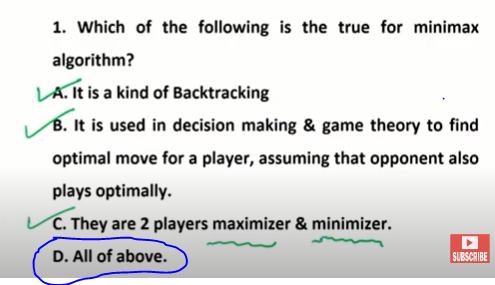 1. Which of the following is the true for minimax
algorithm?
A. It is a kind of Backtracking
B. It is used in decision making & game theory to find
optimal move for a player, assuming that opponent also
plays optimally.
C. They are 2 players maximizer & minimizer.
D. All of above.
SUBSCRIBE